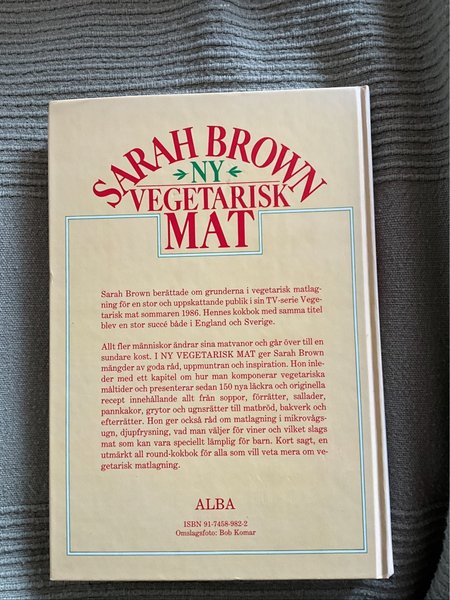 SARAH BROWN
NY
VEGETARISK
MAT
Sarah Brown berättade om grunderna i vegetarisk matlag-
ning för en stor och uppskattande publik i sin TV-serie Vege-
tarisk mat sommaren 1986. Hennes kokbok med samma titel
blev en stor succé både i England och Sverige.
Allt fler människor ändrar sina matvanor och går över till en
sundare kost. I NY VEGETARISK MAT ger Sarah Brown
mängder av goda råd, uppmuntran och inspiration. Hon inle-
der med ett kapitel om hur man komponerar vegetariska
måltider och presenterar sedan 150 nya läckra och originella
recept innehållande allt från soppor, förrätter, sallader,
pannkakor, grytor och ugnsrätter till matbröd, bakverk och
efterrätter. Hon ger också råd om matlagning i mikrovågs-
ugn, djupfrysning, vad man väljer för viner och vilket slags
mat som kan vara speciellt lämplig för barn. Kort sagt, en
utmärkt all round-kokbok för alla som vill veta mera om ve-
getarisk matlagning.
ALBA
ISBN 91-7458-982-2
Omslagsfoto: Bob Komar